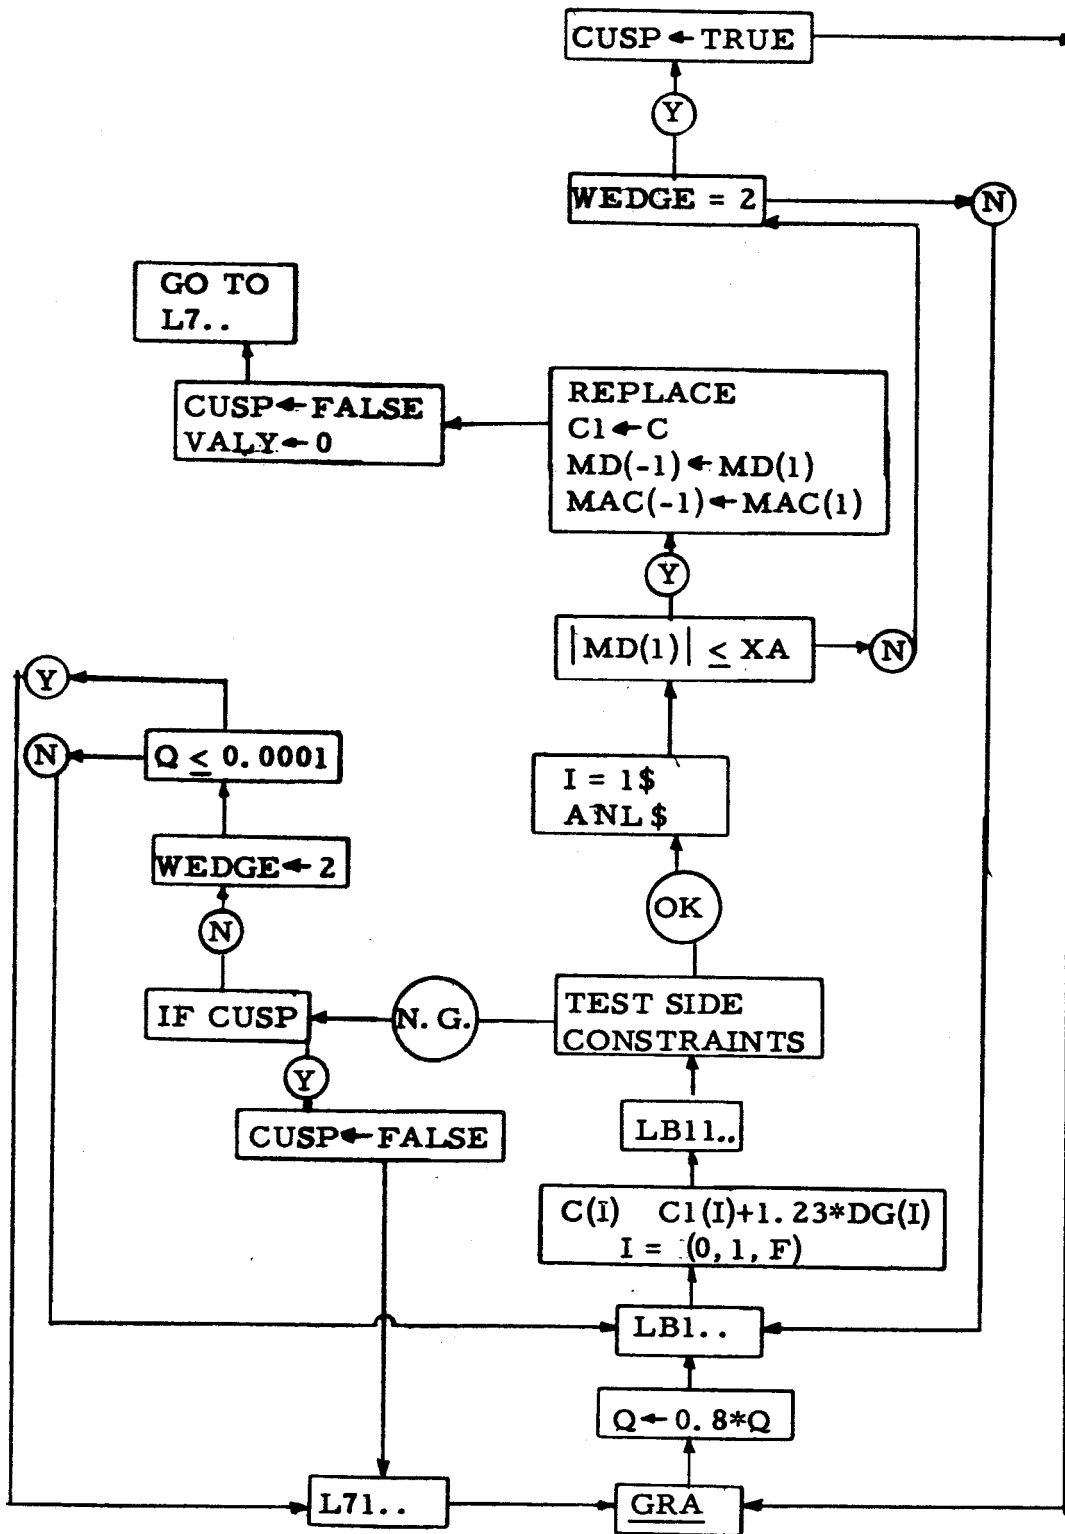 CUSP←TRUE
Y
WEDGE = 2
N
GO TO
L7..
CUSP←FALSE
VALY←0
REPLACE
C1←C
MD(-1)←MD(1)
MAC(-1)←MAC(1)
Y
|MD(1)| ≤ XA
N
Y
N
Q ≤ 0.0001
I = 1$
ANL$
WEDGE←2
OK
N
IF CUSP
N. G.
TEST SIDE
CONSTRAINTS
Y
CUSP←FALSE
LB11..
C(I) C1(I)+1.23*DG(I)
I = (0,1,F)
LB1..
Q←0.8*Q
L71..
GRA